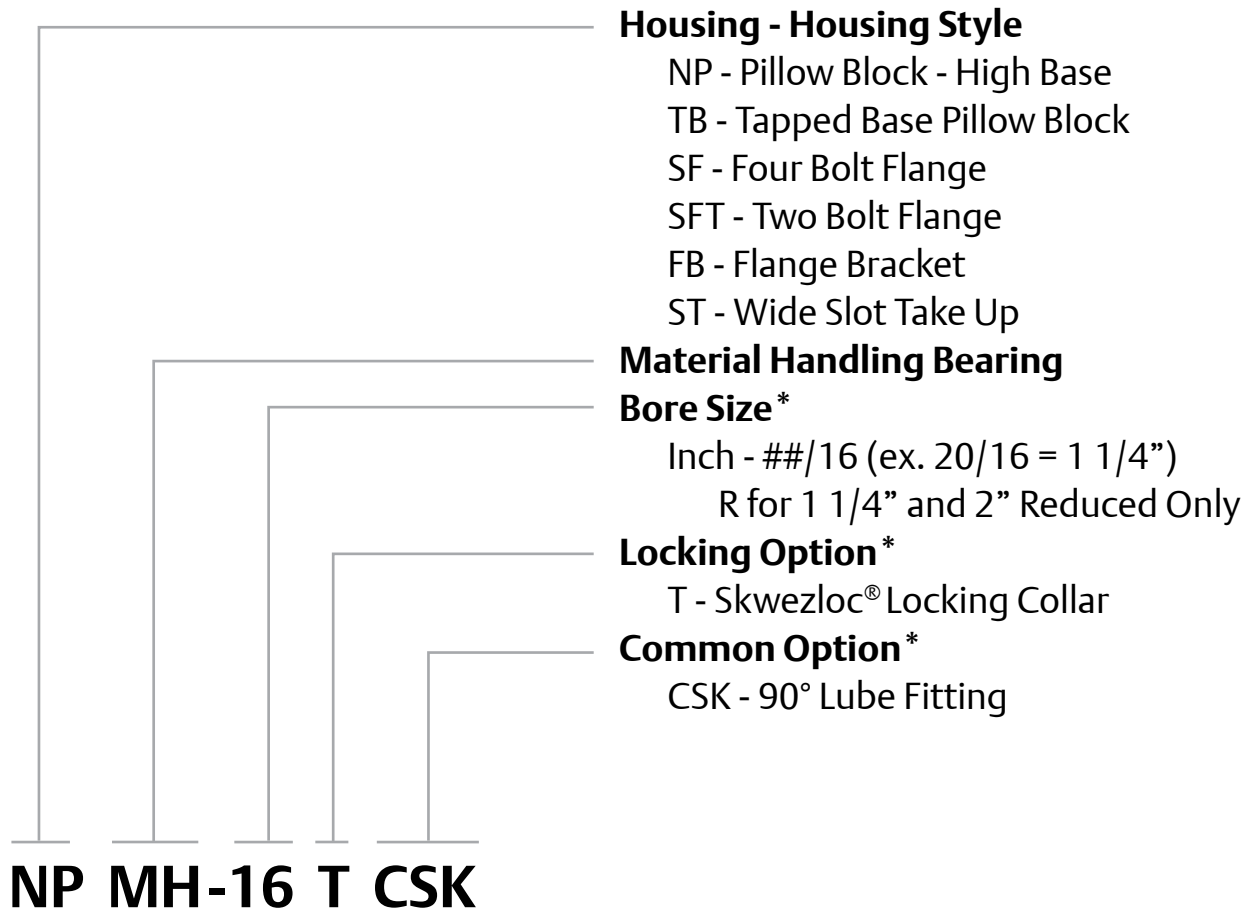 Housing - Housing Style
NP - Pillow Block - High Base
TB - Tapped Base Pillow Block
SF - Four Bolt Flange
SFT - Two Bolt Flange
FB - Flange Bracket
ST - Wide Slot Take Up
Material Handling Bearing
Bore Size*
Inch - ##/16 (ex. 20/16 = 1 1/4”)
R for 1 1/4” and 2” Reduced Only
Locking Option*
T - Skwezloc® Locking Collar
Common Option*
CSK - 90° Lube Fitting
NP MH-16 T CSK